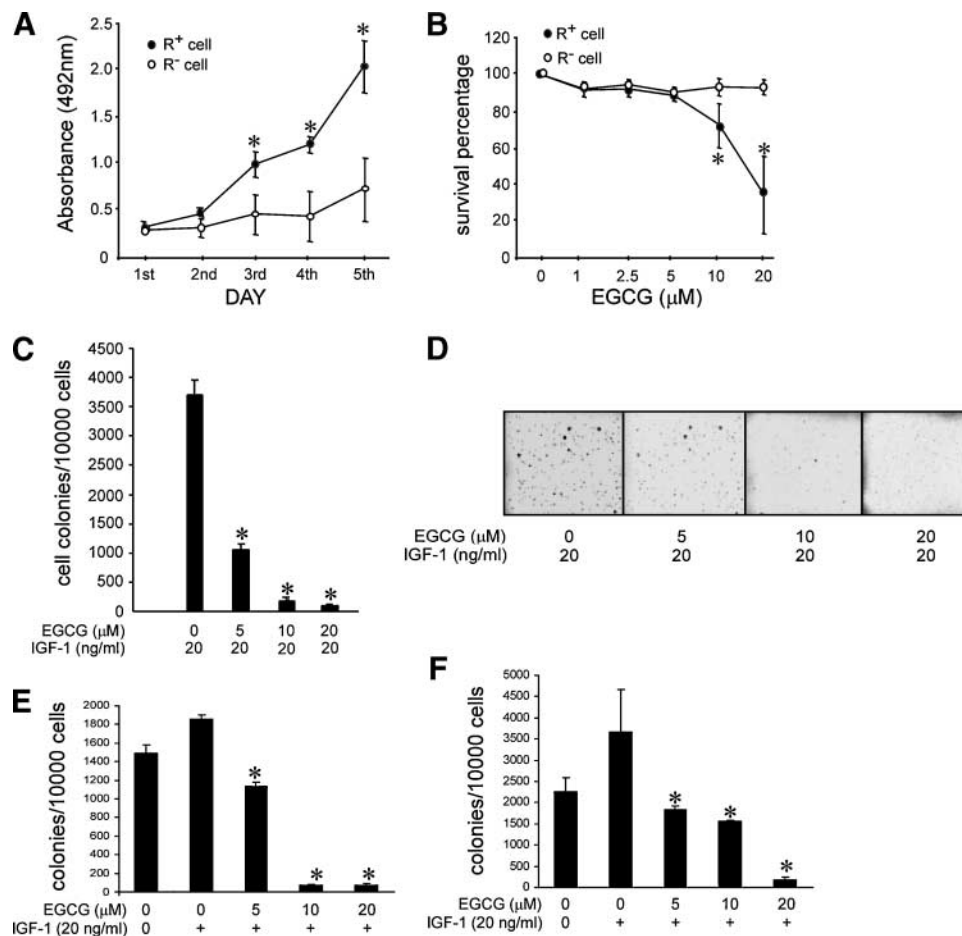 A
Absorbance (492nm)
2.5
2.0
1.5
1.0
0.5
0
R+ cell
R- cell
*
*
*
1st 2nd 3rd 4th 5th
DAY
B
survival percentage
120
100
80
60
40
20
0
R+ cell
R- cell
*
*
0 1 2.5 5 10 20
EGCG (μM)
C
cell colonies/10000 cells
4500
4000
3500
3000
2500
2000
1500
1000
500
0
*
*
*
EGCG (μM) 0 5 10 20
IGF-1 (ng/ml) 20 20 20 20
D
EGCG (μM) 0 5 10 20
IGF-1 (ng/ml) 20 20 20 20
E
colonies/10000 cells
2000
1800
1600
1400
1200
1000
800
600
400
200
0
*
*
*
EGCG (μM) 0 0 5 10 20
IGF-1 (20 ng/ml) 0 + + + +
F
colonies/10000 cells
5000
4500
4000
3500
3000
2500
2000
1500
1000
500
0
*
*
*
EGCG (μM) 0 0 5 10 20
IGF-1 (20 ng/ml) 0 + + + +